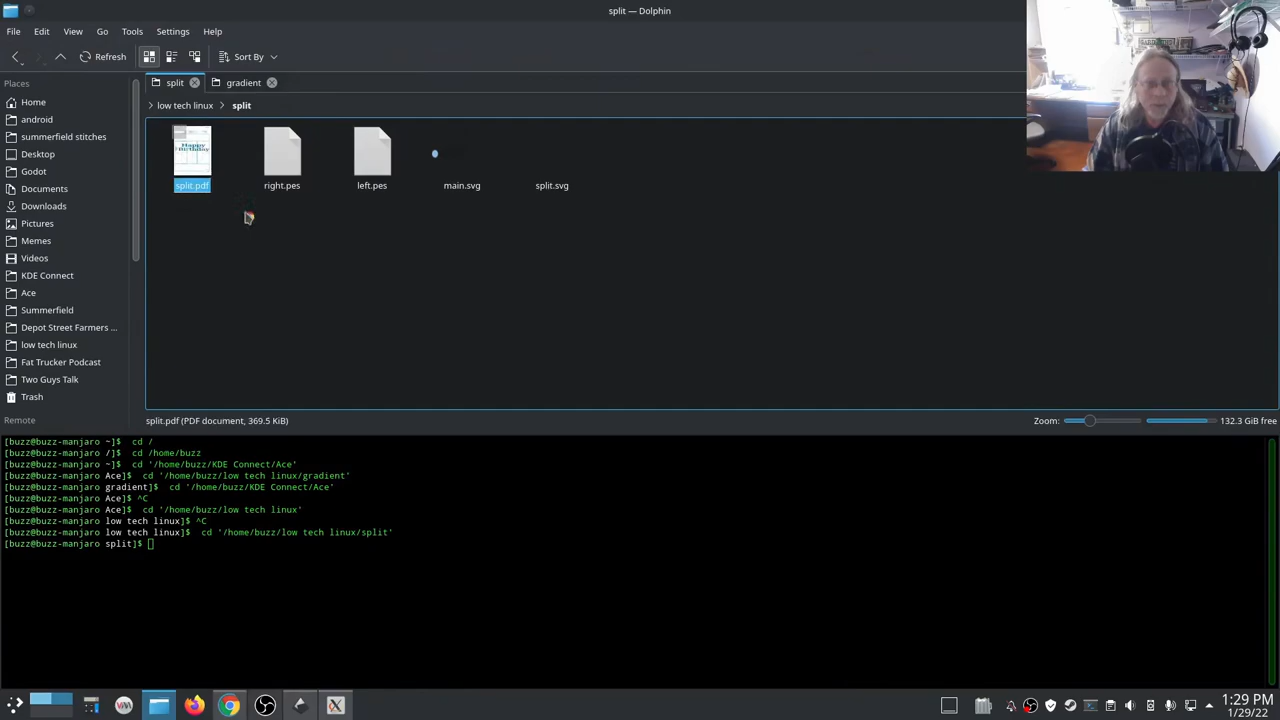 split — Dolphin
File Edit View Go Tools Settings Help
Refresh Sort By
Places split gradient
Home
low tech linux split
android
summerfield stitches
Desktop
Godot
Documents
Downloads
Pictures
Memes
Videos
KDE Connect
Ace
Summerfield
Depot Street Farmers ...
low tech linux
Fat Trucker Podcast
Two Guys Talk
Trash
Remote
Happy
Birthday
split.pdf right.pes left.pes main.svg split.svg
split.pdf (PDF document, 369.5 KiB) Zoom: 132.3 GiB free
[buzz@buzz-manjaro ~]$ cd /
[buzz@buzz-manjaro /]$ cd /home/buzz
[buzz@buzz-manjaro ~]$ cd '/home/buzz/KDE Connect/Ace'
[buzz@buzz-manjaro Ace]$ cd '/home/buzz/low tech linux/gradient'
[buzz@buzz-manjaro gradient]$ cd '/home/buzz/KDE Connect/Ace'
[buzz@buzz-manjaro Ace]$ ^C
[buzz@buzz-manjaro Ace]$ cd '/home/buzz/low tech linux'
[buzz@buzz-manjaro low tech linux]$ ^C
[buzz@buzz-manjaro low tech linux]$ cd '/home/buzz/low tech linux/split'
[buzz@buzz-manjaro split]$
1:29 PM
1/29/22